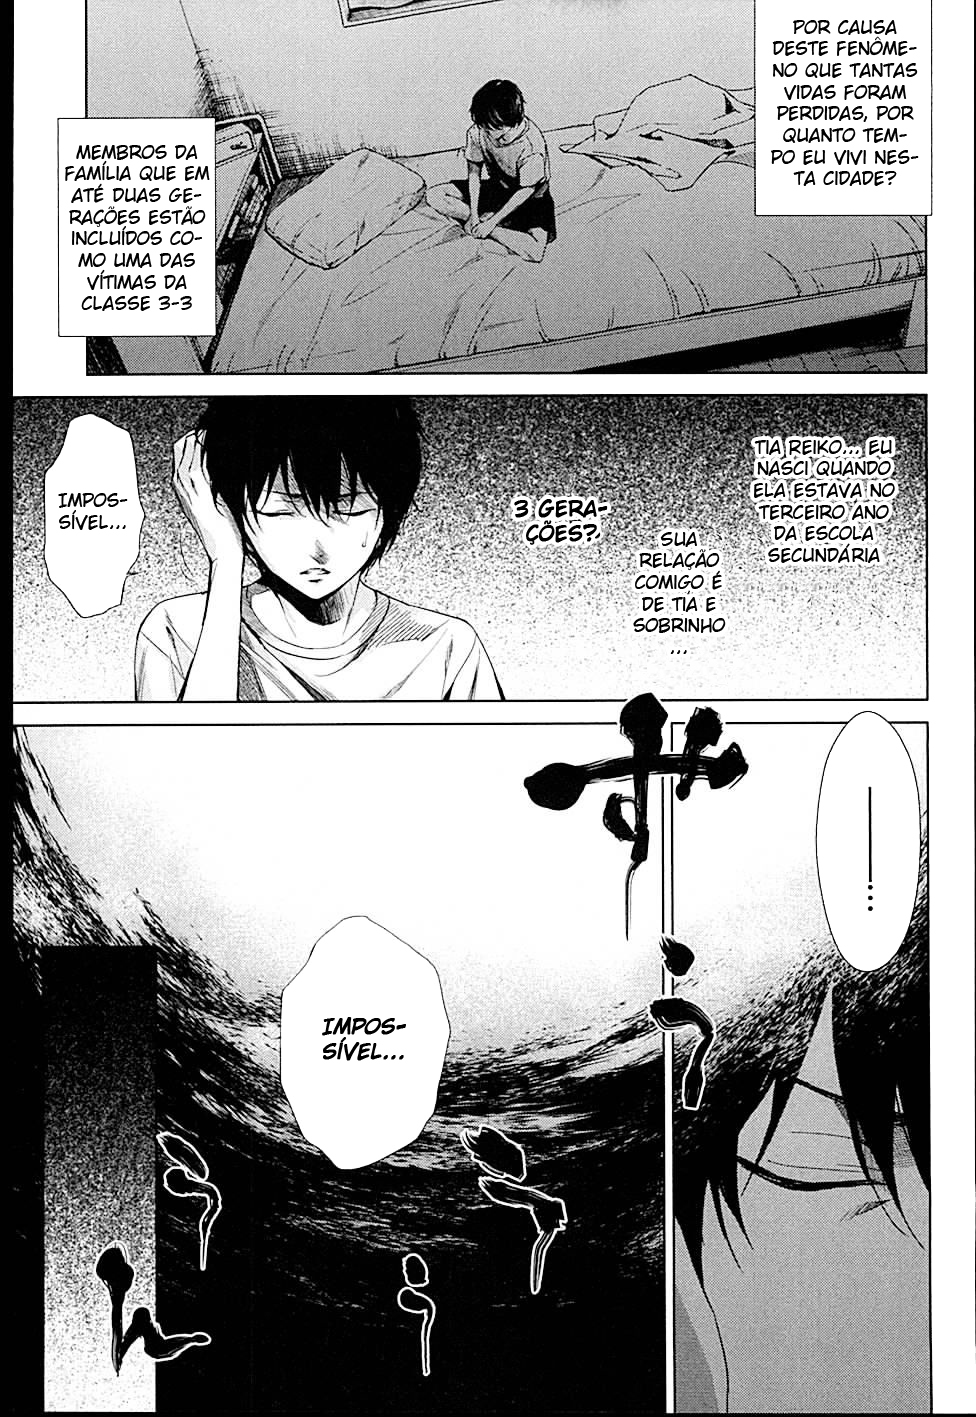 POR CAUSA
DESTE FENÔME-
NO QUE TANTAS
VIDAS FORAM
PERDIDAS, POR
QUANTO TEM-
PO EU VIVI NES-
TA CIDADE?
MEMBROS DA
FAMÍLIA QUE EM
ATÉ DUAS GE-
RAÇÕES ESTÃO
INCLUÍDOS CO-
MO UMA DAS
VÍTIMAS DA
CLASSE 3-3
TIA REIKO... EU
NASCI QUANDO
ELA ESTAVA NO
TERCEIRO ANO
DA ESCOLA
SECUNDÁRIA
SUA
RELAÇÃO
COMIGO É
DE TIA E
SOBRINHO
...
3 GERA-
ÇÕES?
IMPOS-
SÍVEL...
—...
IMPOS-
SÍVEL...